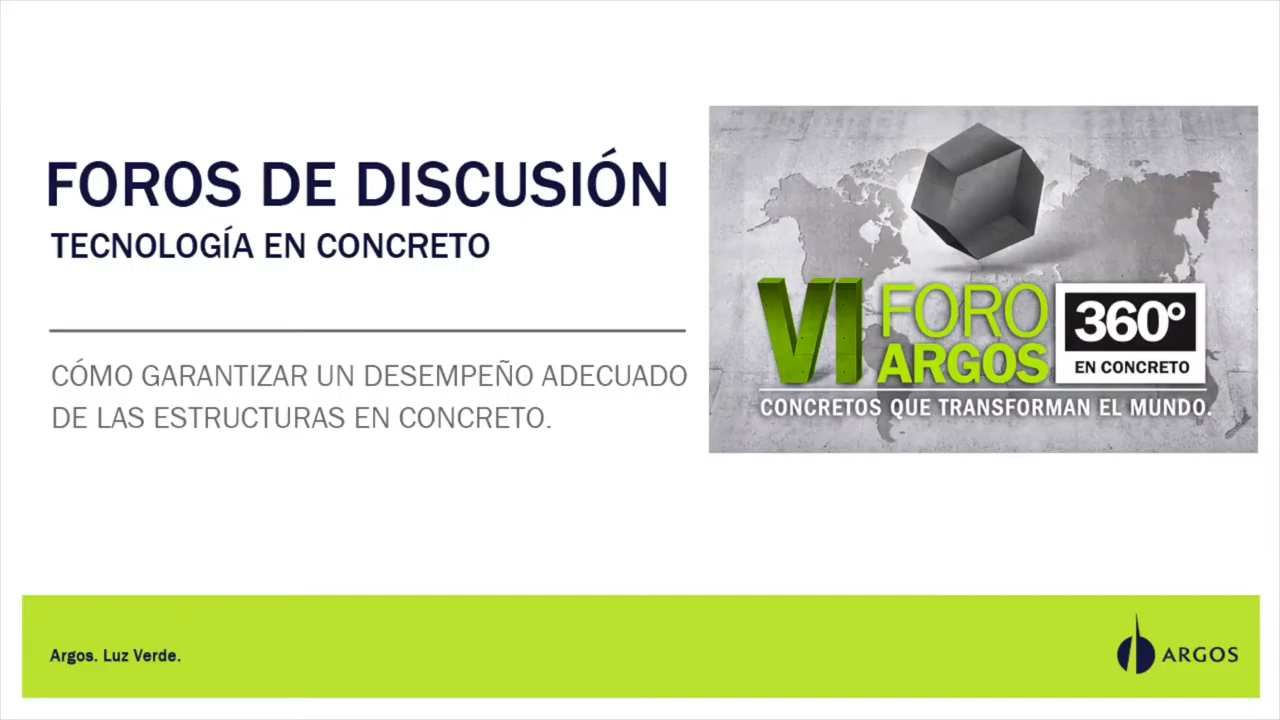 FOROS DE DISCUSIÓN
TECNOLOGÍA EN CONCRETO
CÓMO GARANTIZAR UN DESEMPEÑO ADECUADO
DE LAS ESTRUCTURAS EN CONCRETO.
VI FORO
ARGOS
360°
EN CONCRETO
CONCRETOS QUE TRANSFORMAN EL MUNDO.
Argos. Luz Verde.
ARGOS